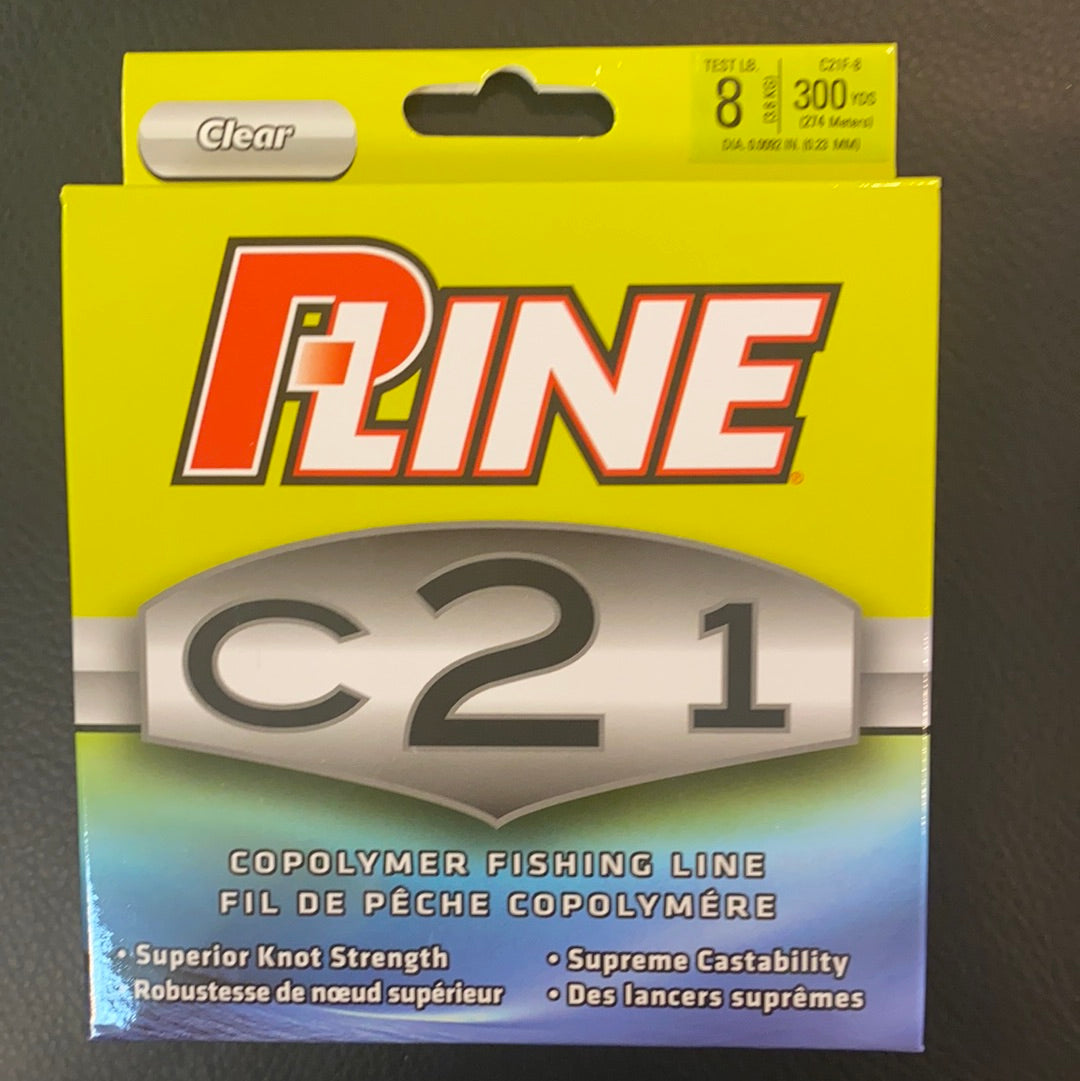 Clear
TEST LB.
8
(3.6 KG)
C21F-8
300 YDS
(274 Meters)
DIA. 0.0092 IN. (0.23 MM)
PLINE®
C21
COPOLYMER FISHING LINE
FIL DE PÊCHE COPOLYMÉRE
• Superior Knot Strength
Robustesse de nœud supérieur
• Supreme Castability
• Des lancers suprêmes